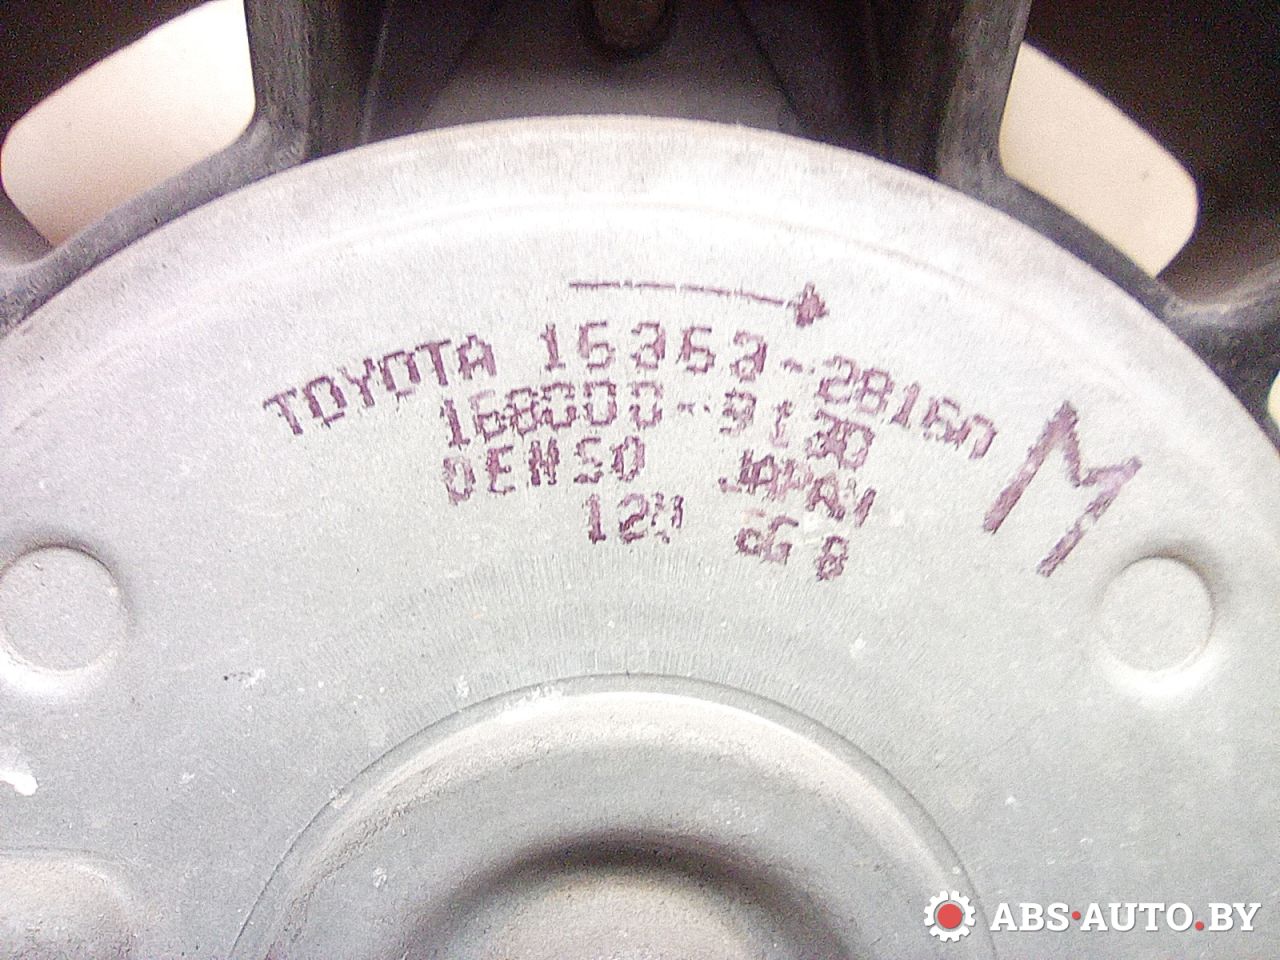 TOYOTA 16363-28160
168000-9130
DENSO JAPAN
12V
M
ABS·AUTO.BY